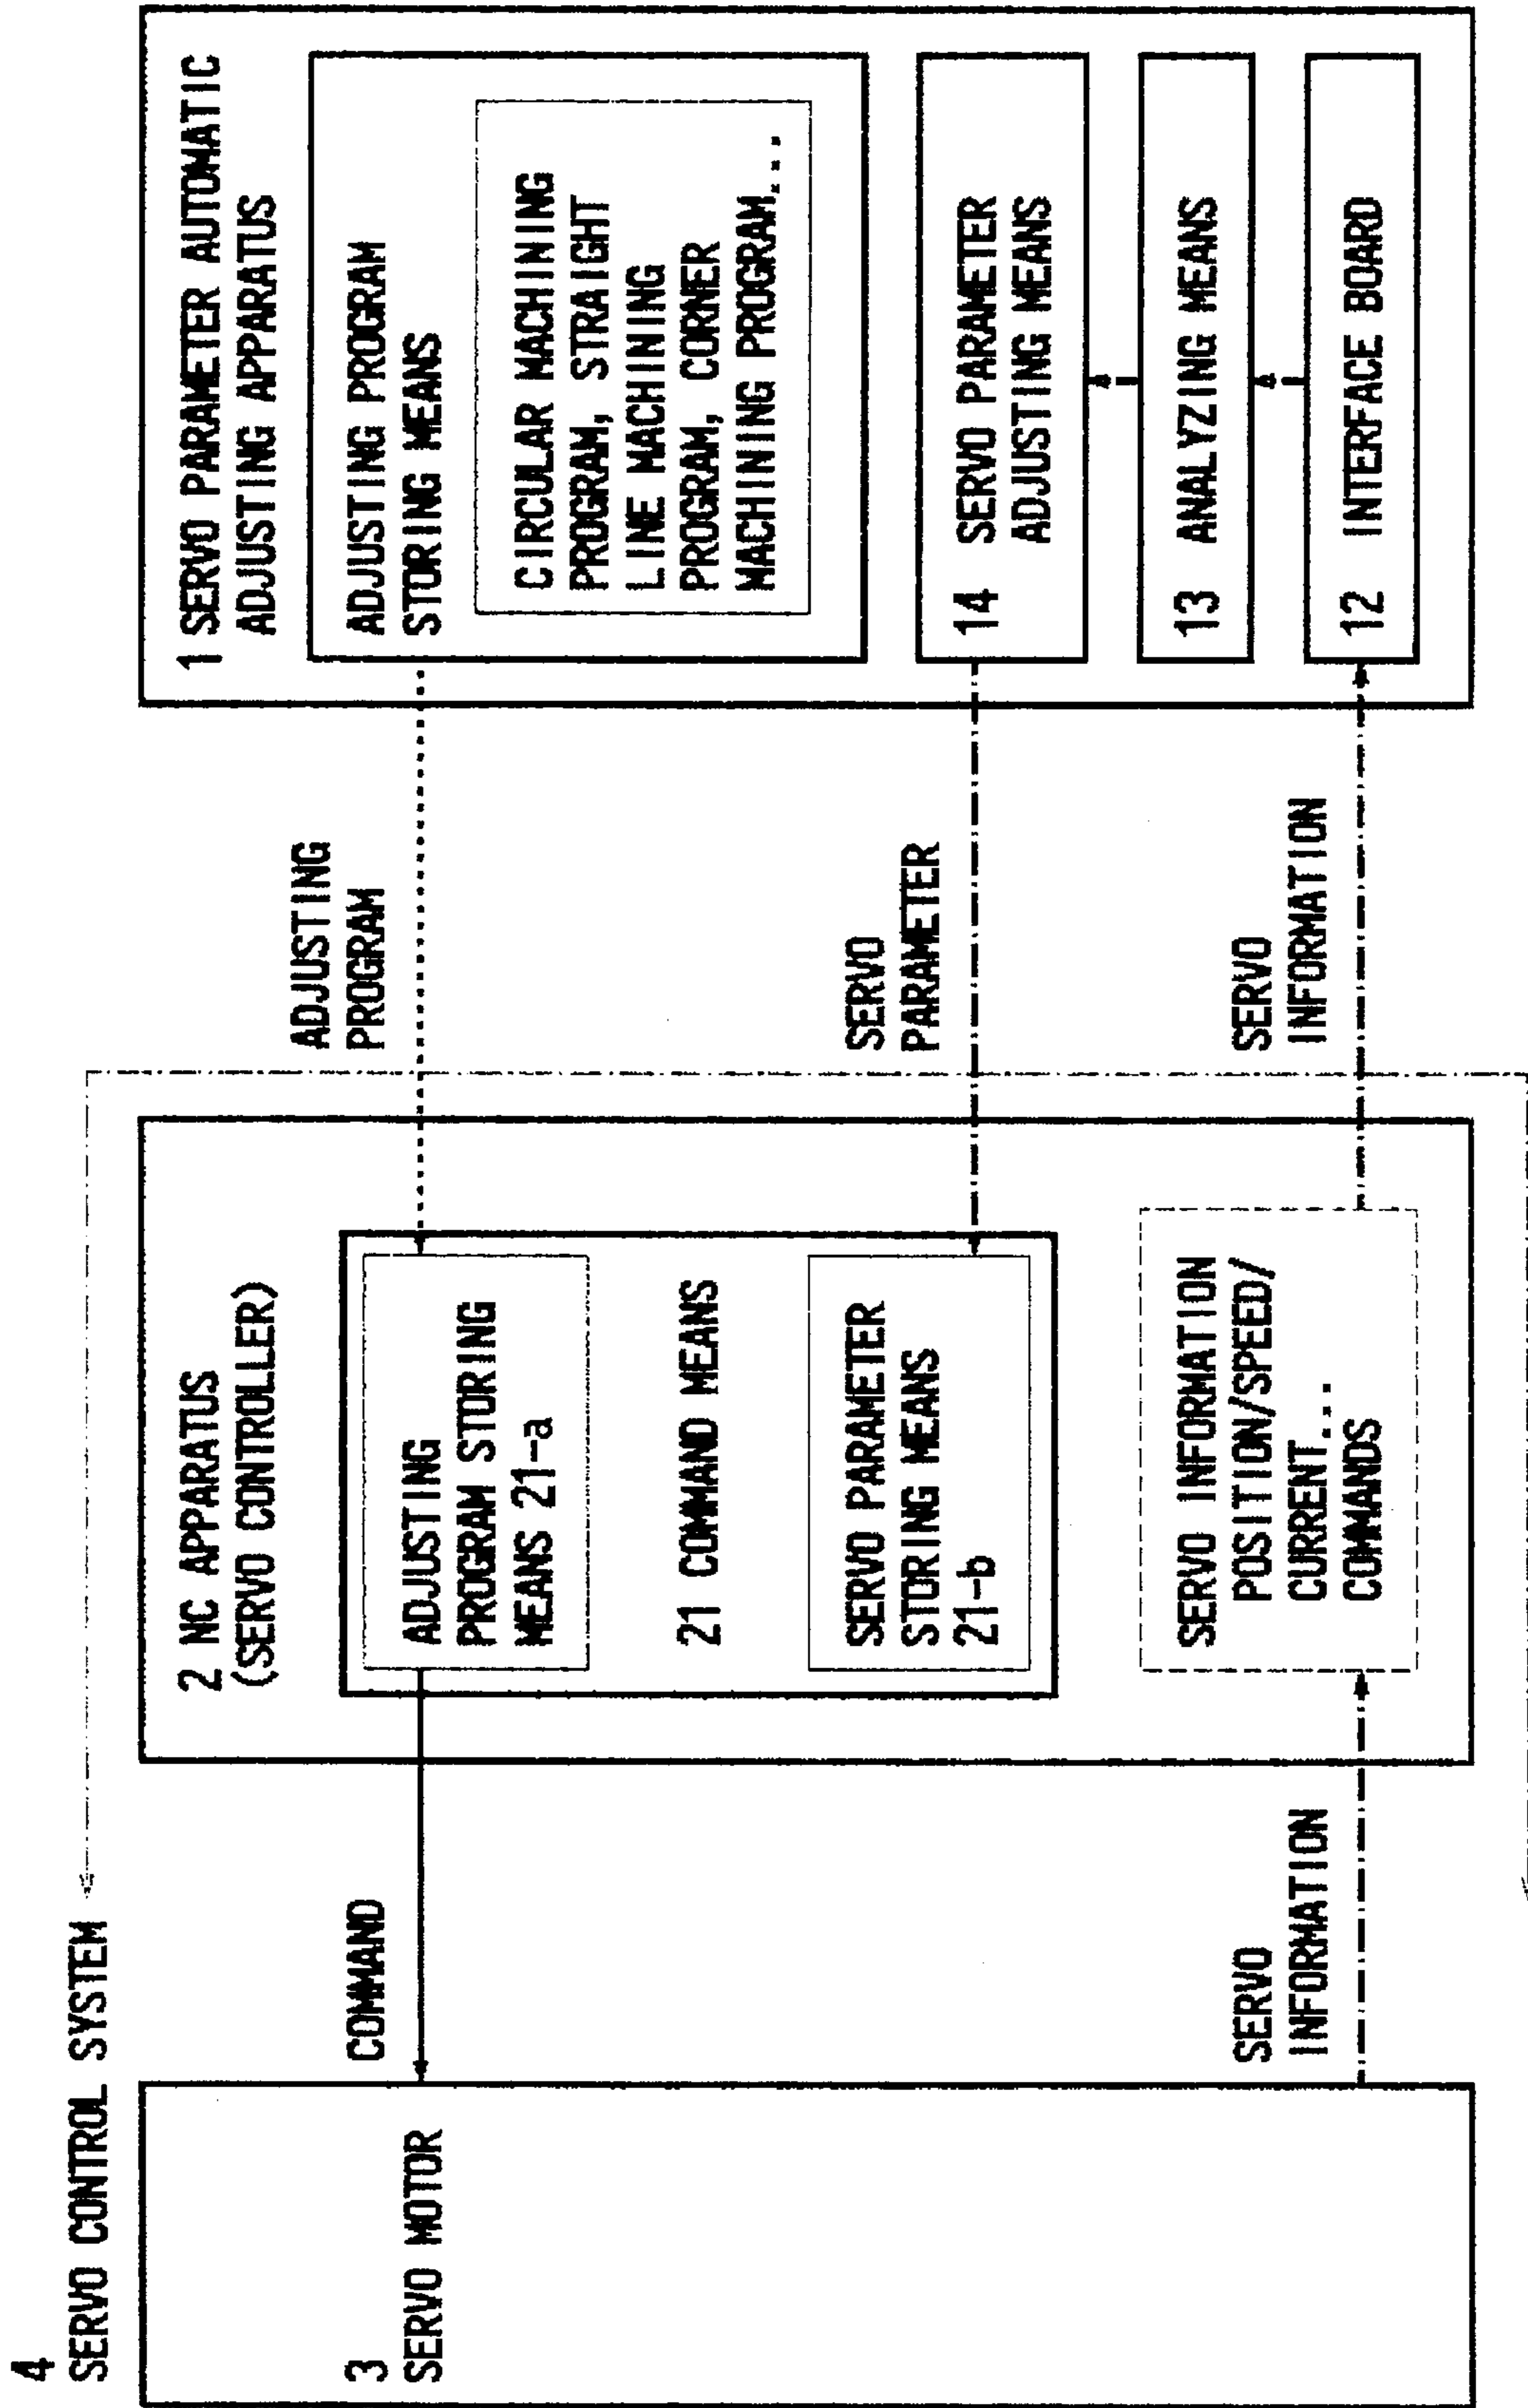 4
SERVO CONTROL SYSTEM
3
SERVO MOTOR
COMMAND
SERVO
INFORMATION
2 NC APPARATUS
(SERVO CONTROLLER)
ADJUSTING
PROGRAM STORING
MEANS 21-a
21 COMMAND MEANS
SERVO PARAMETER
STORING MEANS
21-b
SERVO INFORMATION
POSITION/SPEED/
CURRENT...
COMMANDS
ADJUSTING
PROGRAM
SERVO
PARAMETER
SERVO
INFORMATION
1 SERVO PARAMETER AUTOMATIC
ADJUSTING APPARATUS
ADJUSTING PROGRAM
STORING MEANS
CIRCULAR MACHINING
PROGRAM, STRAIGHT
LINE MACHINING
PROGRAM, CORNER
MACHINING PROGRAM...
14 SERVO PARAMETER
ADJUSTING MEANS
13 ANALYZING MEANS
12 INTERFACE BOARD